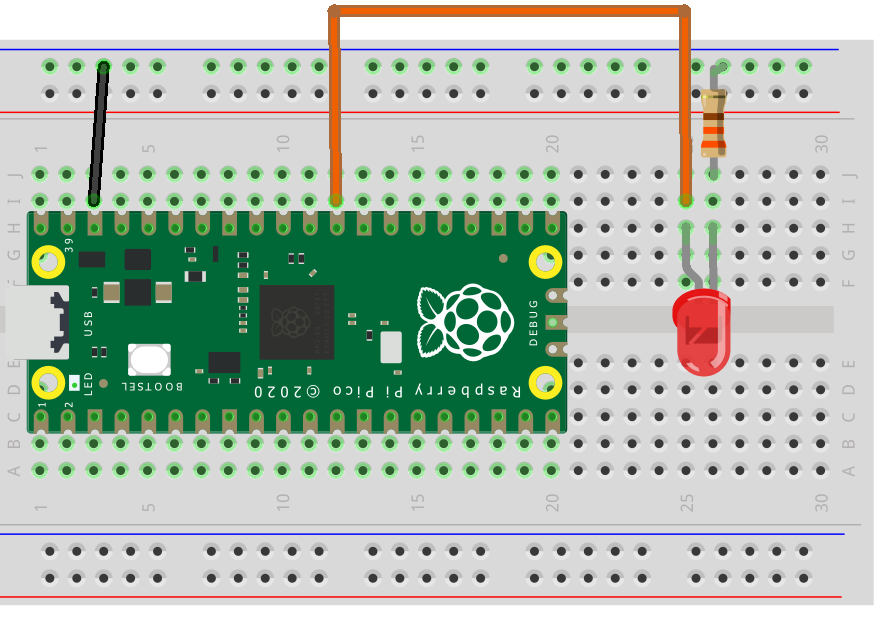 1 5 10 15 20 30
J J
I I
H H
G G
F F
39
USB
DEBUG
LED
BOOTSEL
Raspberry Pi Pico ©2020
1 2
E E
D D
C C
B B
A A
1 5 10 15 20 25 30